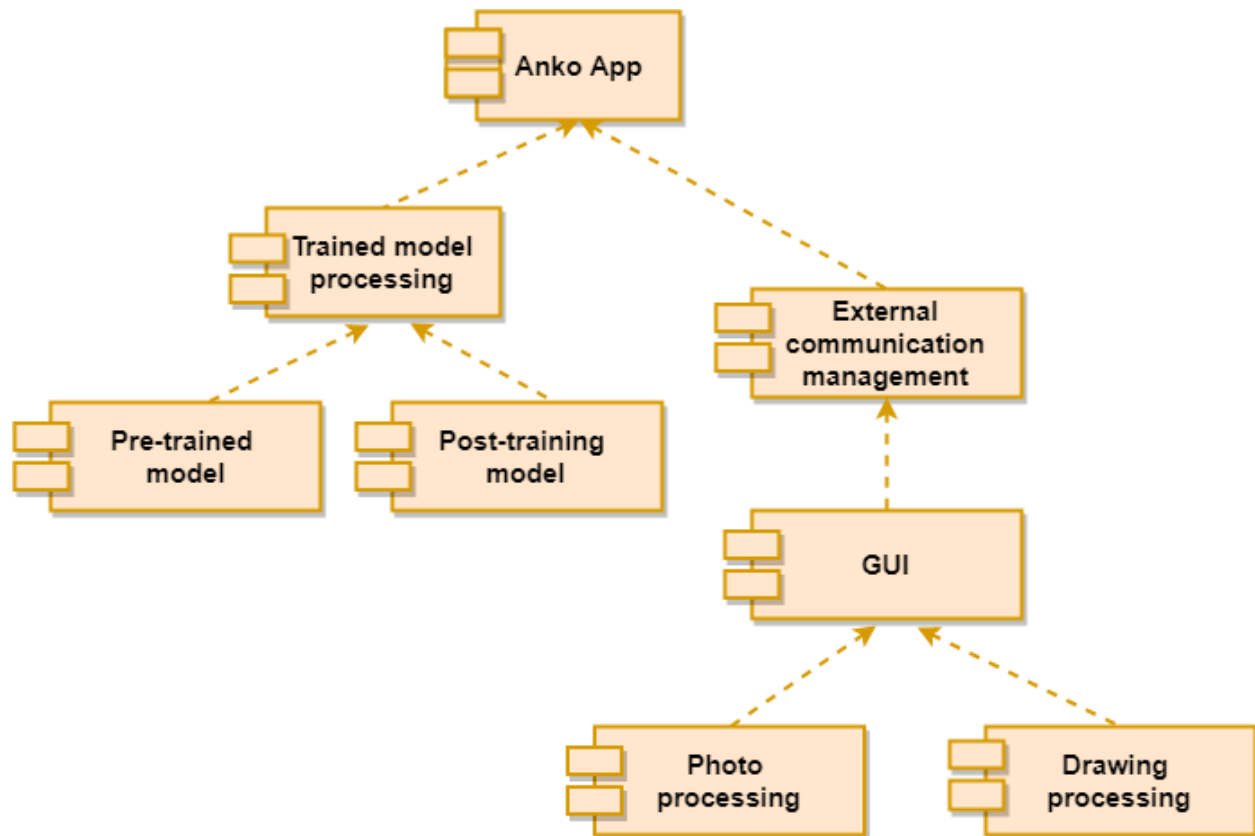 Anko App
Trained model
processing
External
communication
management
Pre-trained
model
Post-training
model
GUI
Photo
processing
Drawing
processing